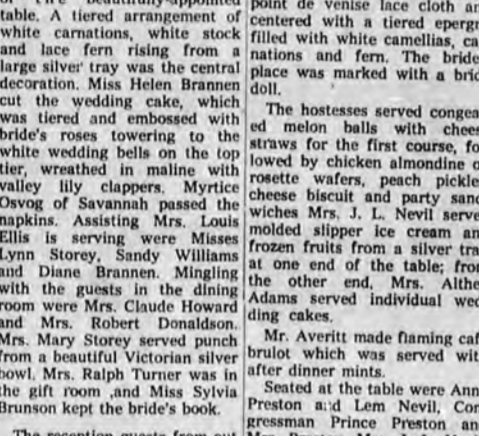 table. A tiered arrangement of
white carnations, white stock
and lace fern rising from a
large silver tray was the central
decoration. Miss Helen Brannen
cut the wedding cake, which
was tiered and embossed with
bride's roses towering to the
white wedding bells on the top
tier, wreathed in maline with
valley lily clappers. Myrtice
Osvog of Savannah passed the
napkins. Assisting Mrs. Louis
Ellis is serving were Misses
Lynn Storey, Sandy Williams
and Diane Brannen. Mingling
with the guests in the dining
room were Mrs. Claude Howard
and Mrs. Robert Donaldson.
Mrs. Mary Storey served punch
from a beautiful Victorian silver
bowl. Mrs. Ralph Turner was in
the gift room ,and Miss Sylvia
Brunson kept the bride's book.
The reception guests from out
point de venise lace cloth an
centered with a tiered epergn
filled with white camellias, ca
nations and fern. The bride
place was marked with a brid
doll.
The hostesses served congea
ed melon balls with chees
straws for the first course, fo
lowed by chicken almondine o
rosette wafers, peach pickle
cheese biscuit and party sand
wiches Mrs. J. L. Nevil serve
molded slipper ice cream an
frozen fruits from a silver tra
at one end of the table; from
the other end, Mrs. Althe
Adams served individual wed
ding cakes.
Mr. Averitt made flaming caf
brulot which was served wit
after dinner mints.
Seated at the table were Ann
Preston a:d Lem Nevil, Con
gressman Prince Preston an